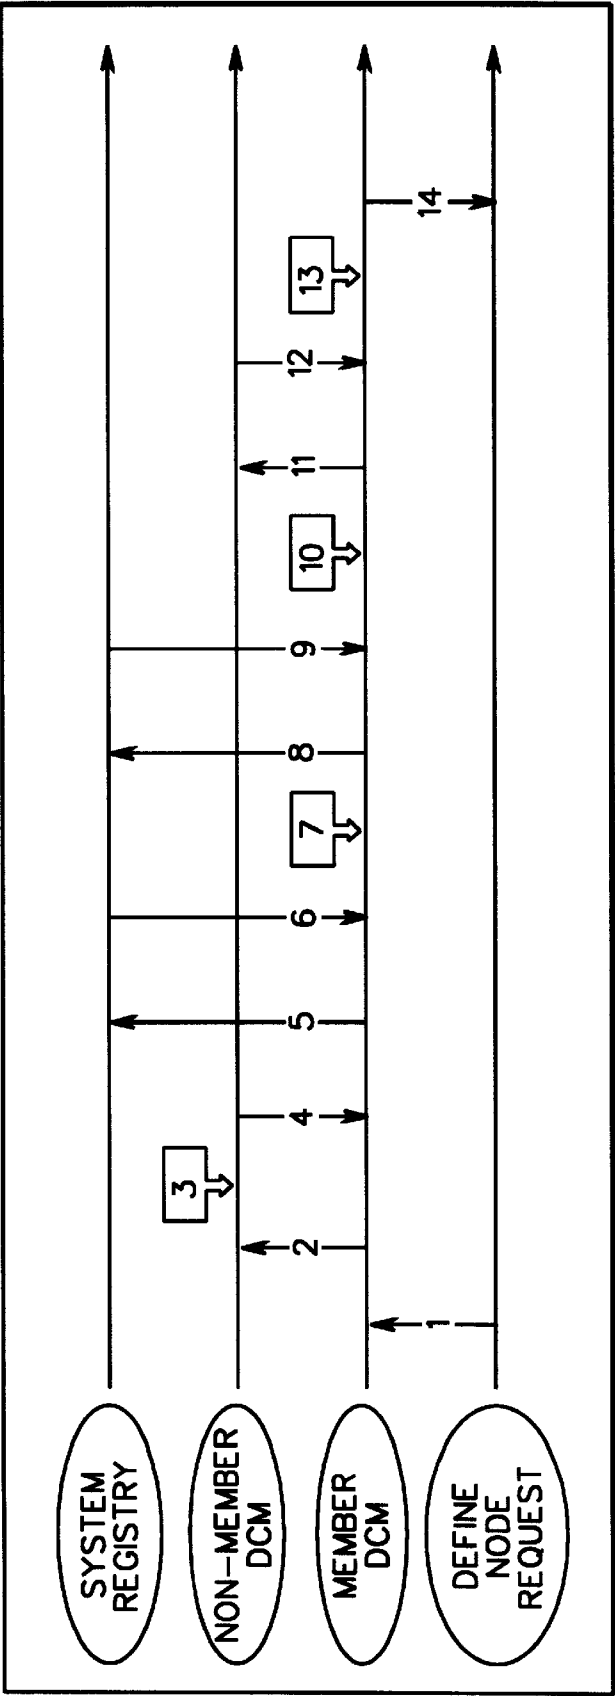 SYSTEM
REGISTRY
NON-MEMBER
DCM
MEMBER
DCM
DEFINE
NODE
REQUEST
1
2
3
4
5
6
7
8
9
10
11
12
13
14